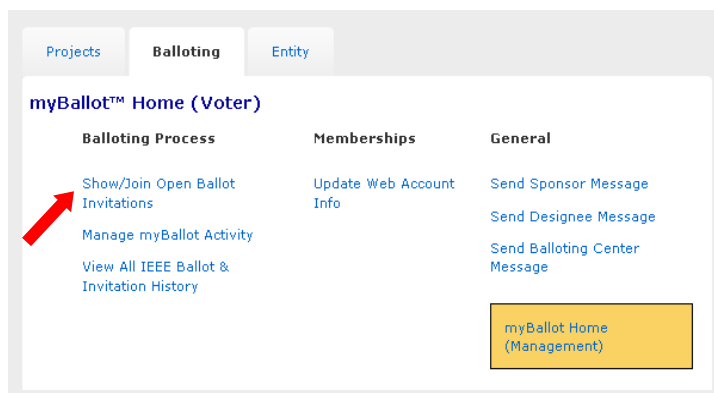 Projects
Balloting
Entity
myBallot™ Home (Voter)
Balloting Process
Show/Join Open Ballot
Invitations
Manage myBallot Activity
View All IEEE Ballot &
Invitation History
Memberships
Update Web Account
Info
General
Send Sponsor Message
Send Designee Message
Send Balloting Center
Message
myBallot Home
(Management)